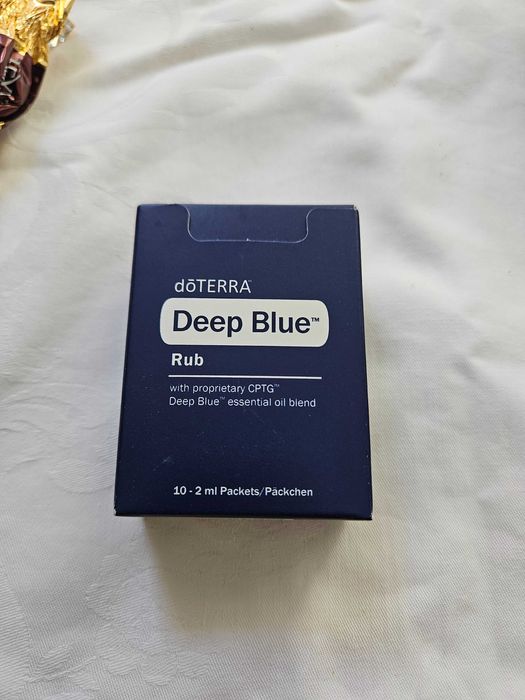 dōTERRA
Deep Blue™
Rub
with proprietary CPTG™
Deep Blue™ essential oil blend
10 - 2 ml Packets/Päckchen